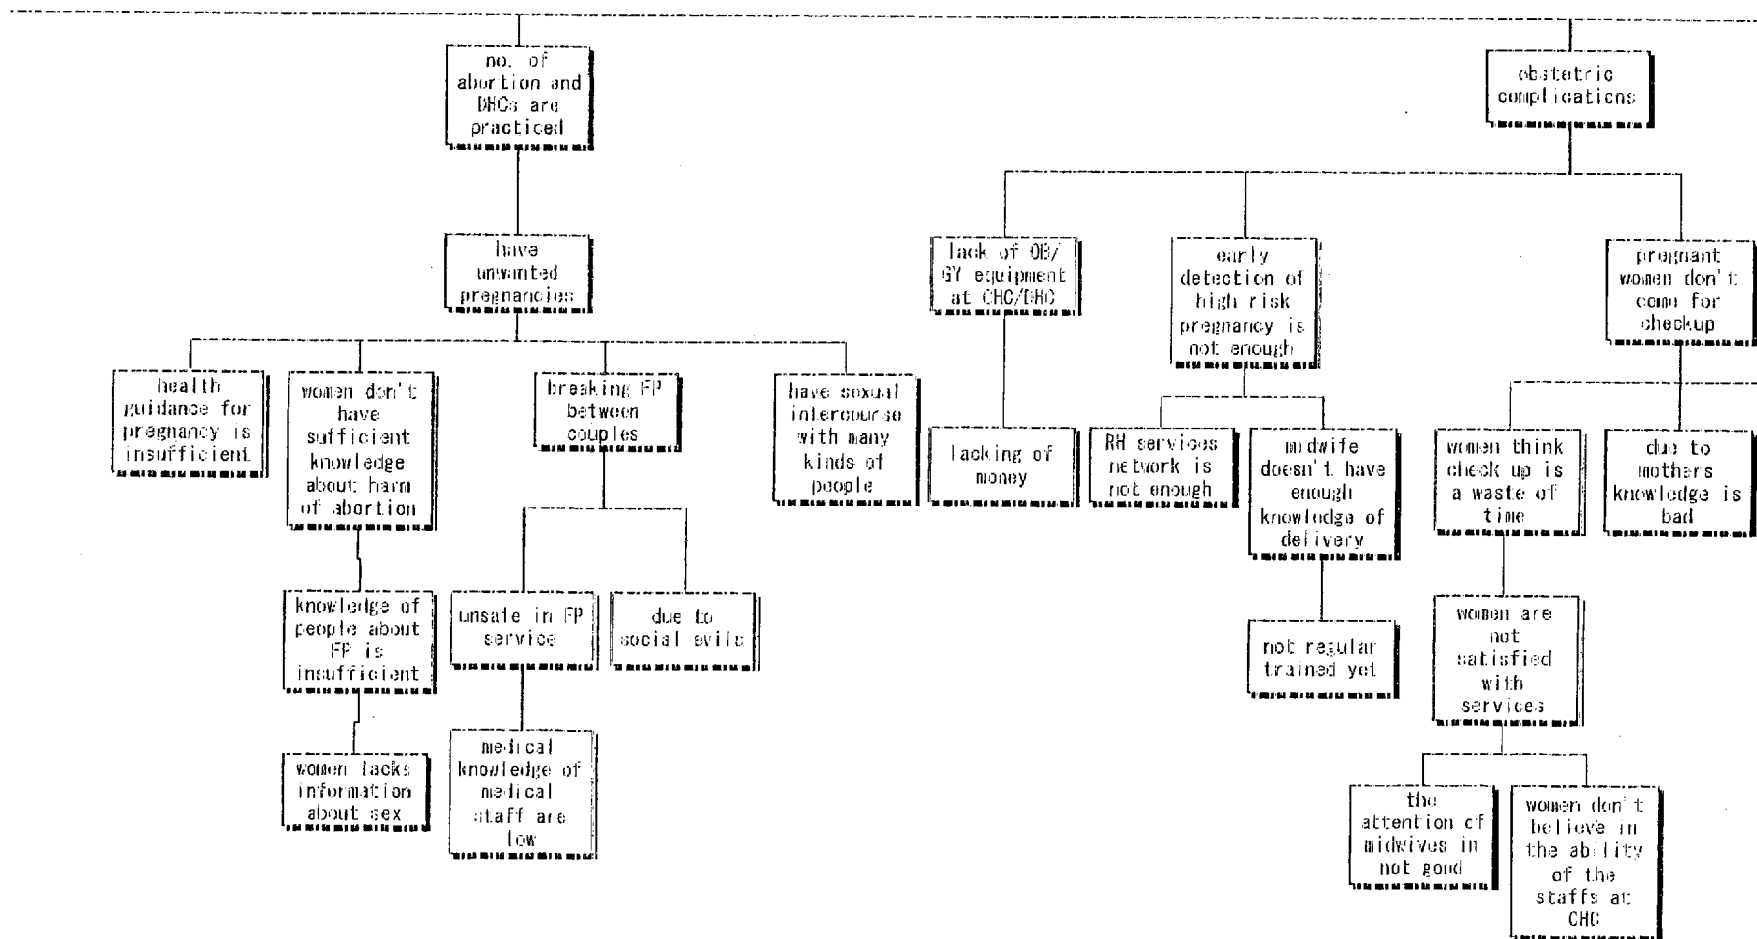 no. of
abortion and
DHCs are
practiced
obstetric
complications
have
unwanted
pregnancies
lack of OB/
GY equipment
at CHC/DHC
early
detection of
high risk
pregnancy is
not enough
pregnant
women don't
come for
checkup
health
guidance for
pregnancy is
insufficient
women don't
have
sufficient
knowledge
about harm
of abortion
breaking FP
between
couples
have sexual
intercourse
with many
kinds of
people
lacking of
money
RH services
network is
not enough
midwife
doesn't have
enough
knowledge of
delivery
women think
check up is
a waste of
time
due to
mothers
knowledge is
bad
knowledge of
people about
FP is
insufficient
unsafe in FP
service
due to
social evils
not regular
trained yet
women are
not
satisfied
with
services
women lacks
information
about sex
medical
knowledge of
medical
staff are
low
the
attention of
midwives in
not good
women don't
believe in
the ability
of the
staffs at
CHC